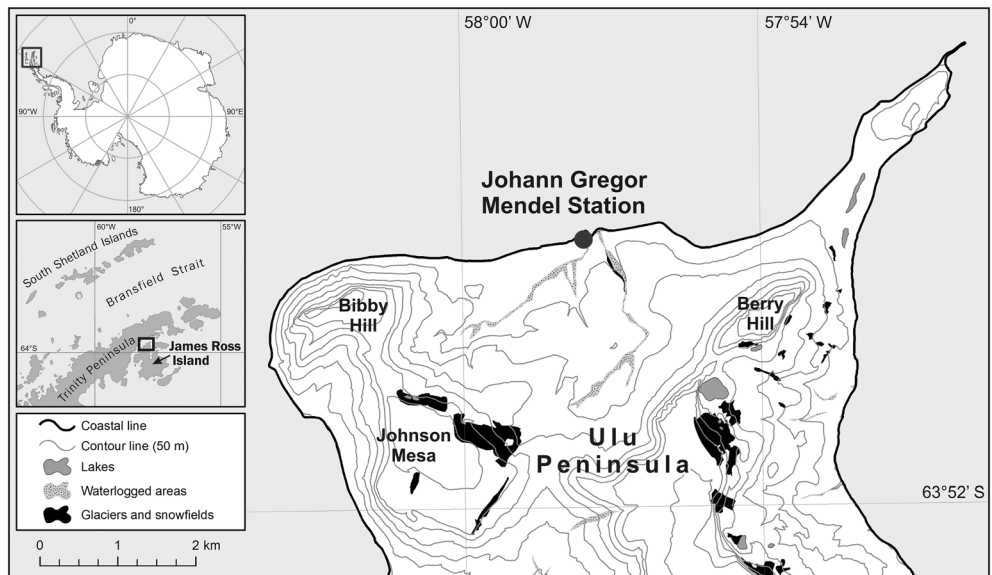 58°00' W
57°54' W
0°
90°W
90°E
180°
Johann Gregor
Mendel Station
60°W
55°W
South Shetland Islands
Bransfield Strait
64°S
Trinity Peninsula
James Ross
Island
Bibby
Hill
Berry
Hill
Johnson
Mesa
Ulu
Peninsula
63°52' S
Coastal line
Contour line (50 m)
Lakes
Waterlogged areas
Glaciers and snowfields
0 1 2 km